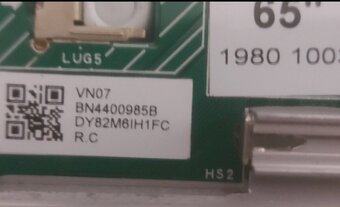 65"
1980 100
LUG5
VN07
BN4400985B
DY82M6IH1FC
R.C
HS2